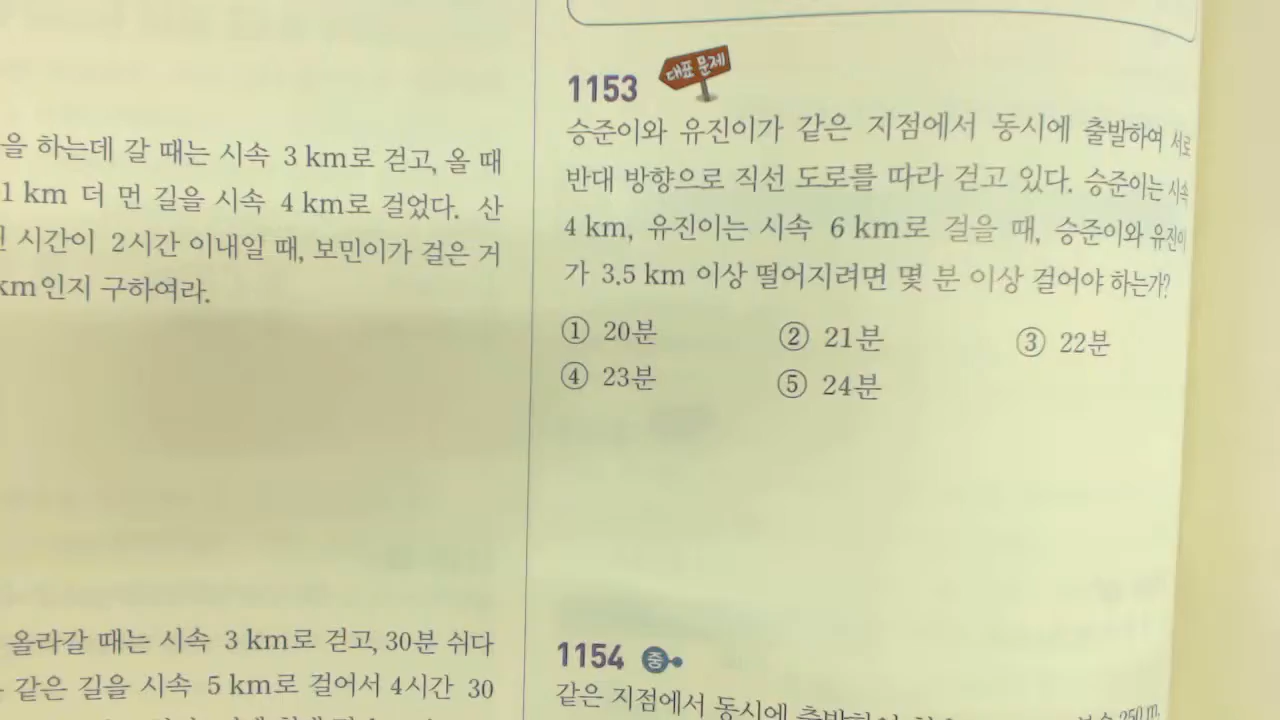 을 하는데 갈 때는 시속 3 km로 걷고, 올 때
1 km 더 먼 길을 시속 4 km로 걸었다. 산
시간이 2시간 이내일 때, 보민이가 걸은 거
km인지 구하여라.
올라갈 때는 시속 3 km로 걷고, 30분 쉬다
같은 길을 시속 5 km로 걸어서 4시간 30
1153 대표 문제
승준이와 유진이가 같은 지점에서 동시에 출발하여 서로
반대 방향으로 직선 도로를 따라 걷고 있다. 승준이는 시속
4 km, 유진이는 시속 6 km로 걸을 때, 승준이와 유진이
가 3.5 km 이상 떨어지려면 몇 분 이상 걸어야 하는가?
① 20분 ② 21분 ③ 22분
④ 23분 ⑤ 24분
1154 중
같은 지점에서 동시에 출발하여